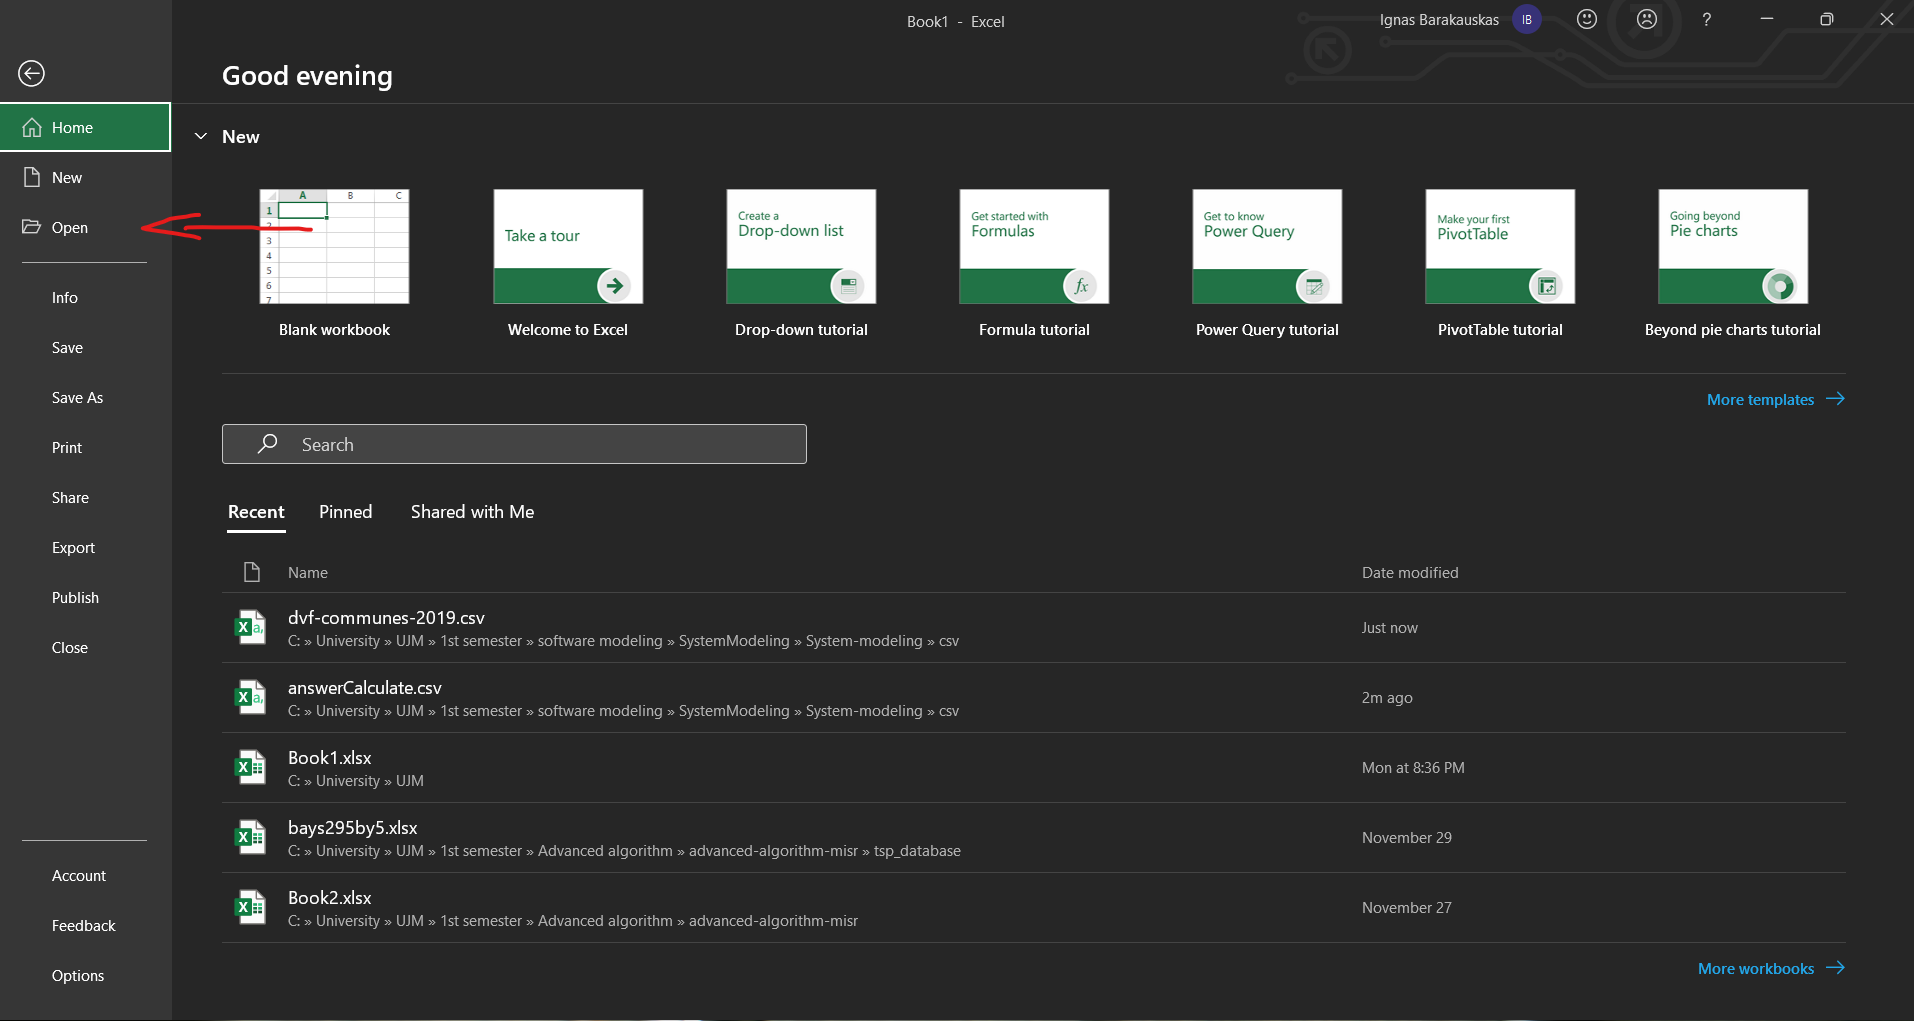 Book1 - Excel
Ignas Barakauskas
IB
?
Good evening
Home
New
Open
Info
Save
Save As
Print
Share
Export
Publish
Close
Account
Feedback
Options
New
A B C
1
2
3
4
5
6
7
Blank workbook
Take a tour
Welcome to Excel
Create a
Drop-down list
Drop-down tutorial
Get started with
Formulas
fx
Formula tutorial
Get to know
Power Query
Power Query tutorial
Make your first
PivotTable
PivotTable tutorial
Going beyond
Pie charts
Beyond pie charts tutorial
More templates
Search
Recent Pinned Shared with Me
Name Date modified
X a,
dvf-communes-2019.csv
C: » University » UJM » 1st semester » software modeling » SystemModeling » System-modeling » csv
Just now
X a,
answerCalculate.csv
C: » University » UJM » 1st semester » software modeling » SystemModeling » System-modeling » csv
2m ago
X
Book1.xlsx
C: » University » UJM
Mon at 8:36 PM
X
bays295by5.xlsx
C: » University » UJM » 1st semester » Advanced algorithm » advanced-algorithm-misr » tsp_database
November 29
X
Book2.xlsx
C: » University » UJM » 1st semester » Advanced algorithm » advanced-algorithm-misr
November 27
More workbooks